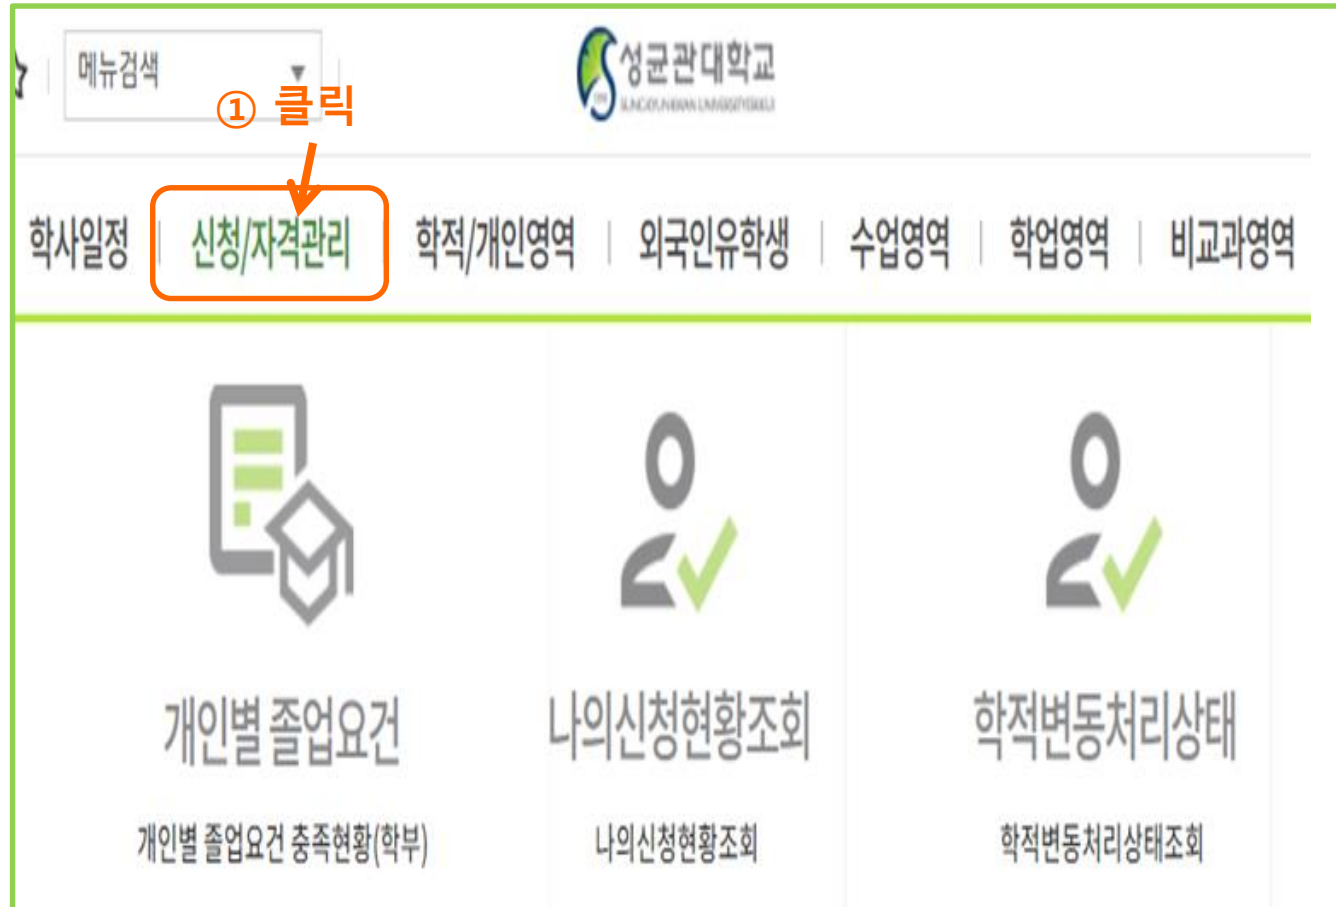 메뉴검색
성균관대학교
① 클릭
학사일정 신청/자격관리 학적/개인영역 외국인유학생 수업영역 학업영역 비교과영역
개인별 졸업요건 나의신청현황조회 학적변동처리상태
개인별 졸업요건 충족현황(학부) 나의신청현황조회 학적변동처리상태조회